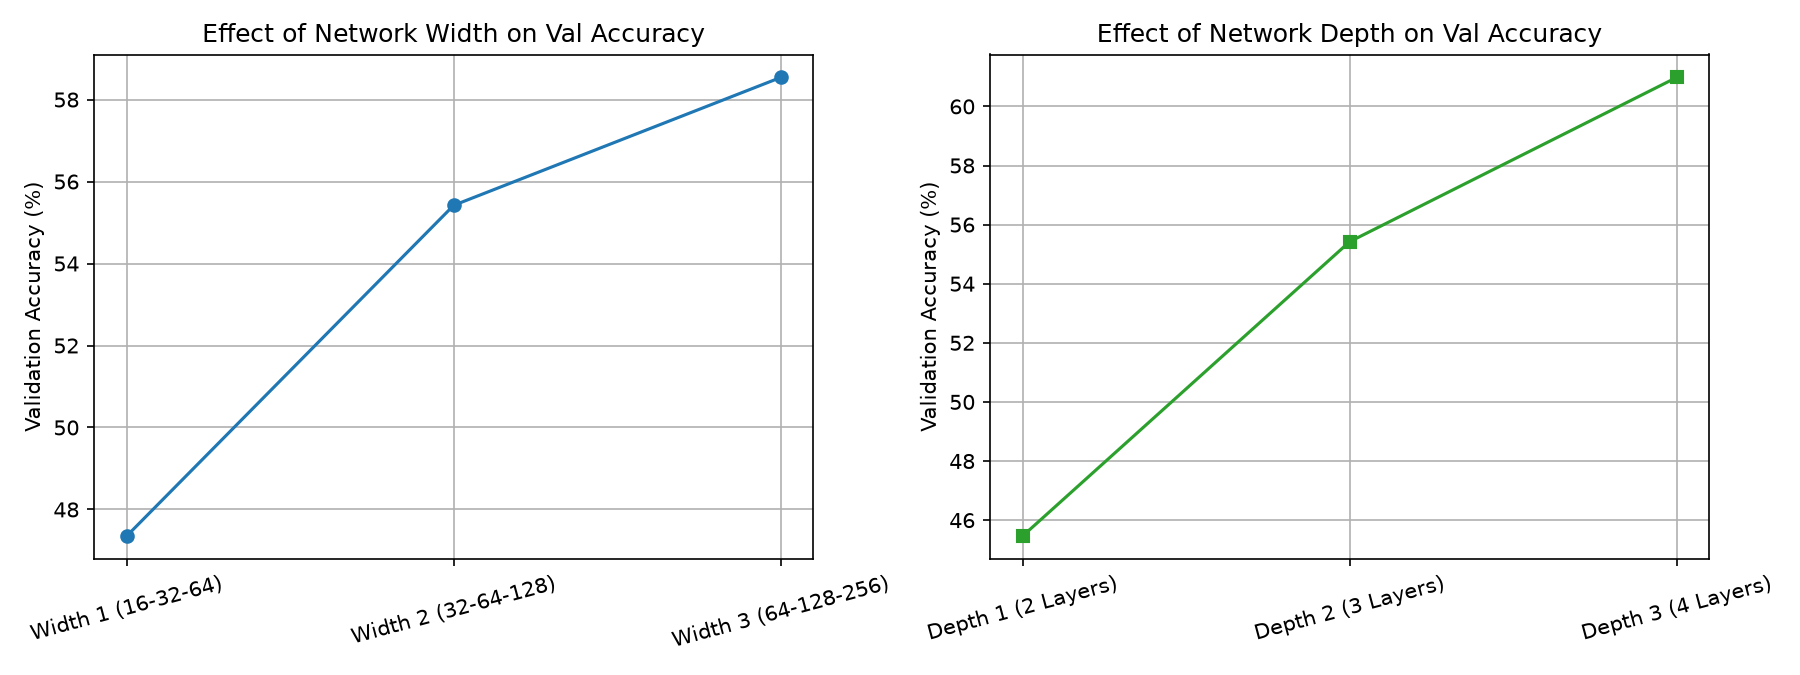 Effect of Network Width on Val Accuracy
Validation Accuracy (%)
58
56
54
52
50
48
Width 1 (16-32-64)
Width 2 (32-64-128)
Width 3 (64-128-256)
Effect of Network Depth on Val Accuracy
Validation Accuracy (%)
60
58
56
54
52
50
48
46
Depth 1 (2 Layers)
Depth 2 (3 Layers)
Depth 3 (4 Layers)